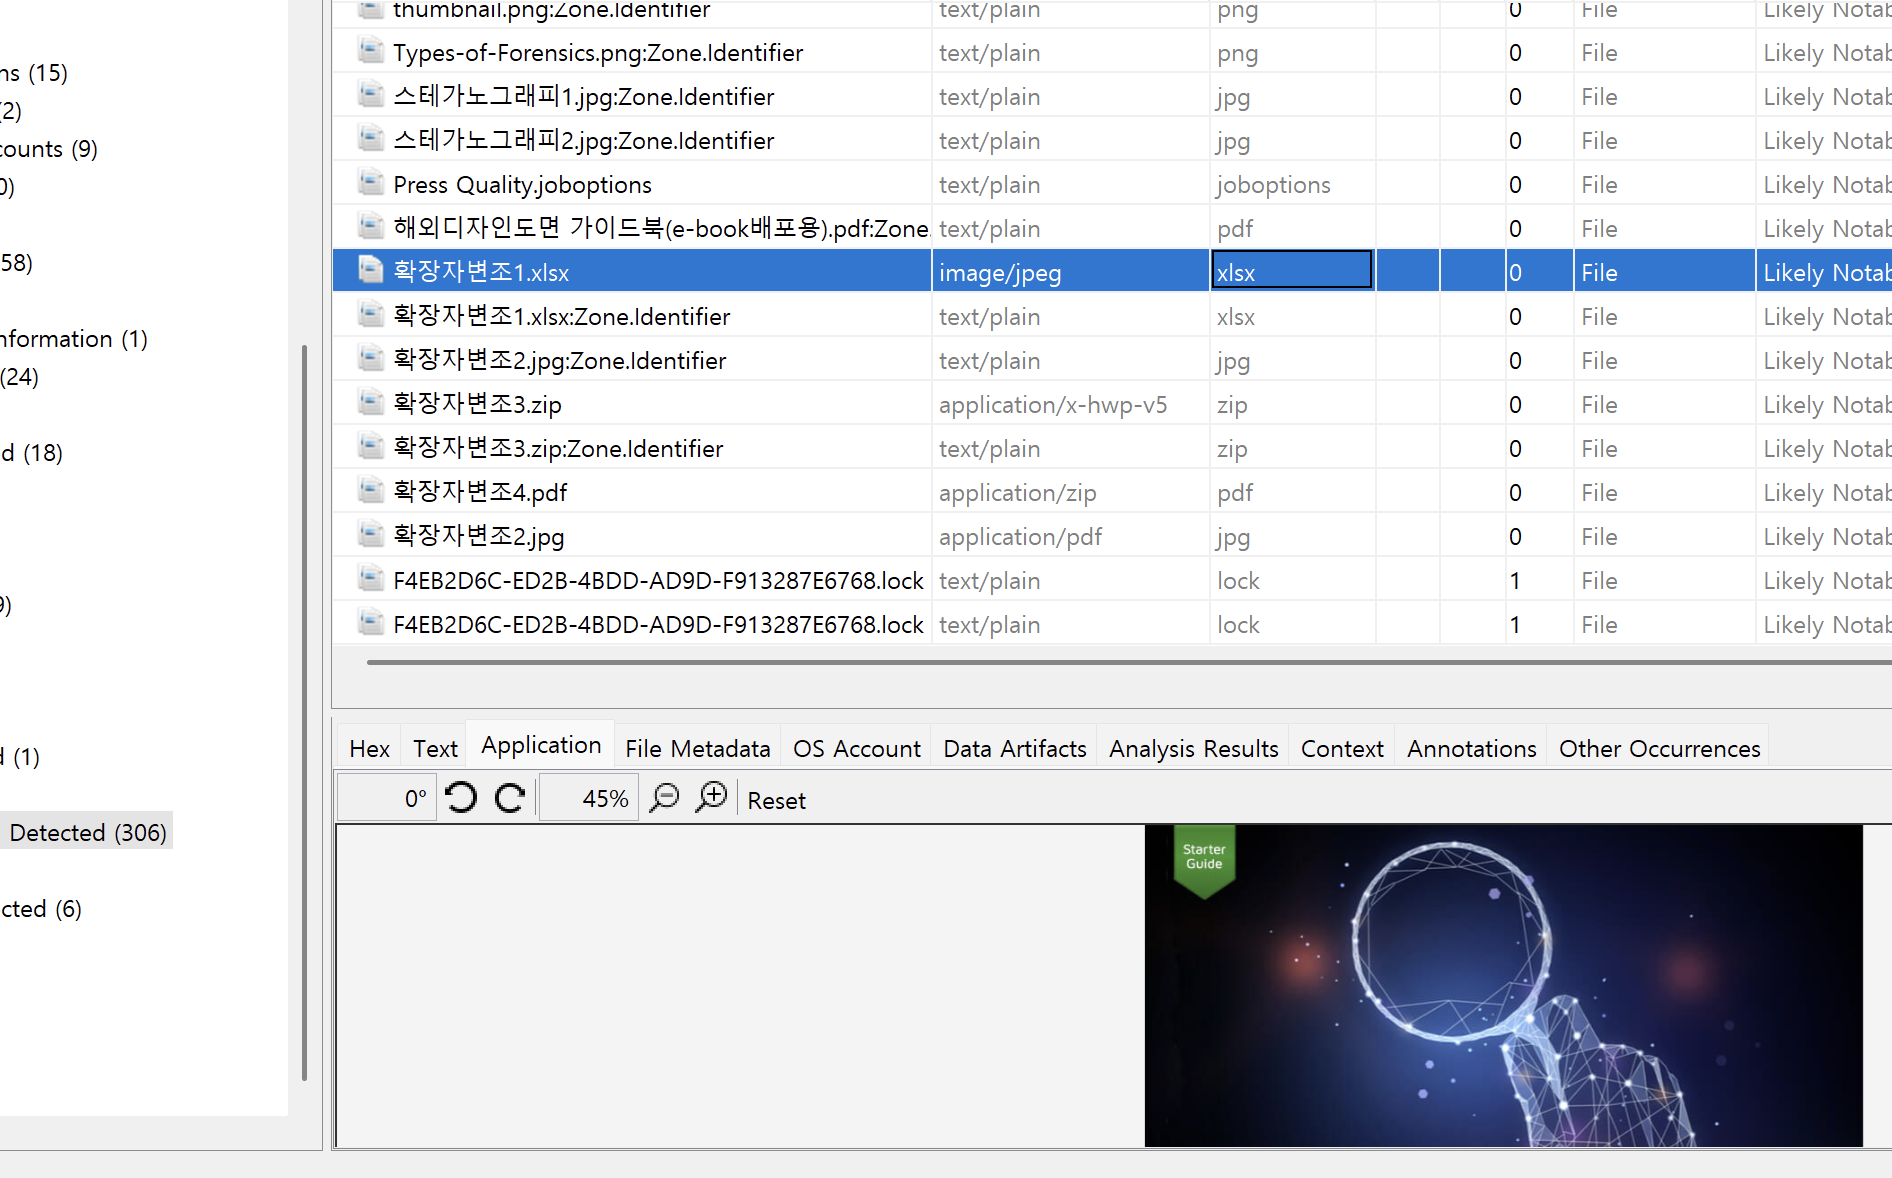 ns (15)
(2)
counts (9)
0)
58)
nformation (1)
(24)
d (18)
9)
d (1)
Detected (306)
cted (6)
thumbnail.png:Zone.Identifier text/plain png 0 File Likely Notab
Types-of-Forensics.png:Zone.Identifier text/plain png 0 File Likely Notab
스테가노그래피1.jpg:Zone.Identifier text/plain jpg 0 File Likely Notab
스테가노그래피2.jpg:Zone.Identifier text/plain jpg 0 File Likely Notab
Press Quality.joboptions text/plain joboptions 0 File Likely Notab
해외디자인도면 가이드북(e-book배포용).pdf:Zone. text/plain pdf 0 File Likely Notab
확장자변조1.xlsx image/jpeg xlsx 0 File Likely Notab
확장자변조1.xlsx:Zone.Identifier text/plain xlsx 0 File Likely Notab
확장자변조2.jpg:Zone.Identifier text/plain jpg 0 File Likely Notab
확장자변조3.zip application/x-hwp-v5 zip 0 File Likely Notab
확장자변조3.zip:Zone.Identifier text/plain zip 0 File Likely Notab
확장자변조4.pdf application/zip pdf 0 File Likely Notab
확장자변조2.jpg application/pdf jpg 0 File Likely Notab
F4EB2D6C-ED2B-4BDD-AD9D-F913287E6768.lock text/plain lock 1 File Likely Notab
F4EB2D6C-ED2B-4BDD-AD9D-F913287E6768.lock text/plain lock 1 File Likely Notab
Hex Text Application File Metadata OS Account Data Artifacts Analysis Results Context Annotations Other Occurrences
0° 45% Reset
Starter
Guide